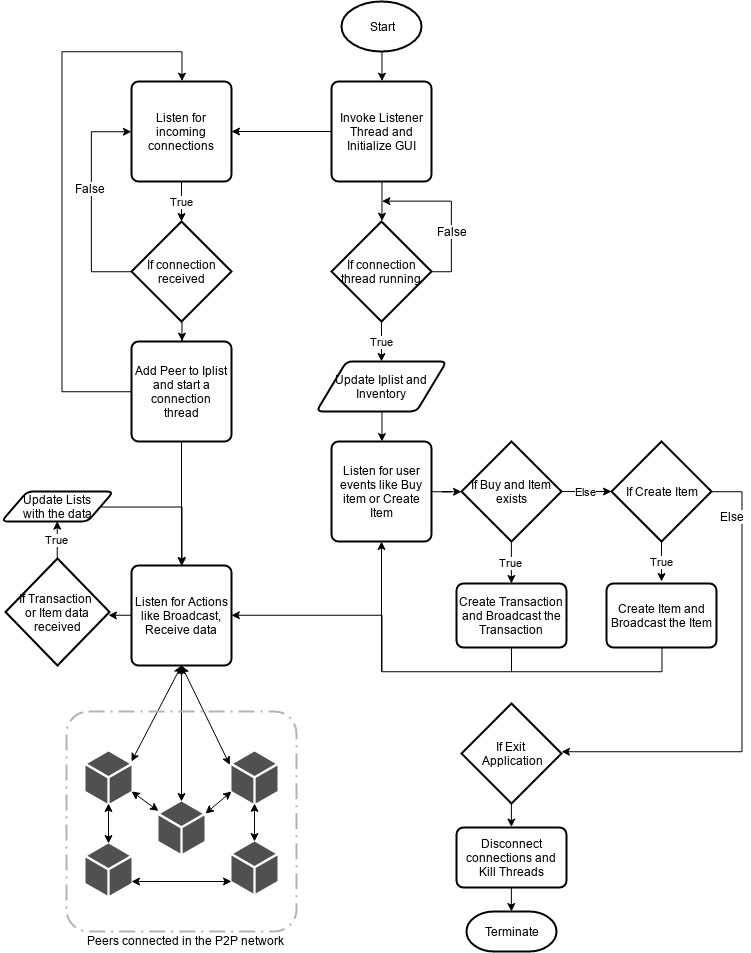 Start
Listen for
incoming
connections
Invoke Listener
Thread and
Initialize GUI
False
True
False
If connection
received
If connection
thread running
True
Add Peer to Iplist
and start a
connection
thread
Update Iplist and
Inventory
Listen for user
events like Buy
item or Create
Item
If Buy and Item
exists
Else
If Create Item
Else
Update Lists
with the data
True
True
True
If Transaction
or Item data
received
Listen for Actions
like Broadcast,
Receive data
Create Transaction
and Broadcast the
Transaction
Create Item and
Broadcast the Item
If Exit
Application
Disconnect
connections and
Kill Threads
Terminate
Peers connected in the P2P network